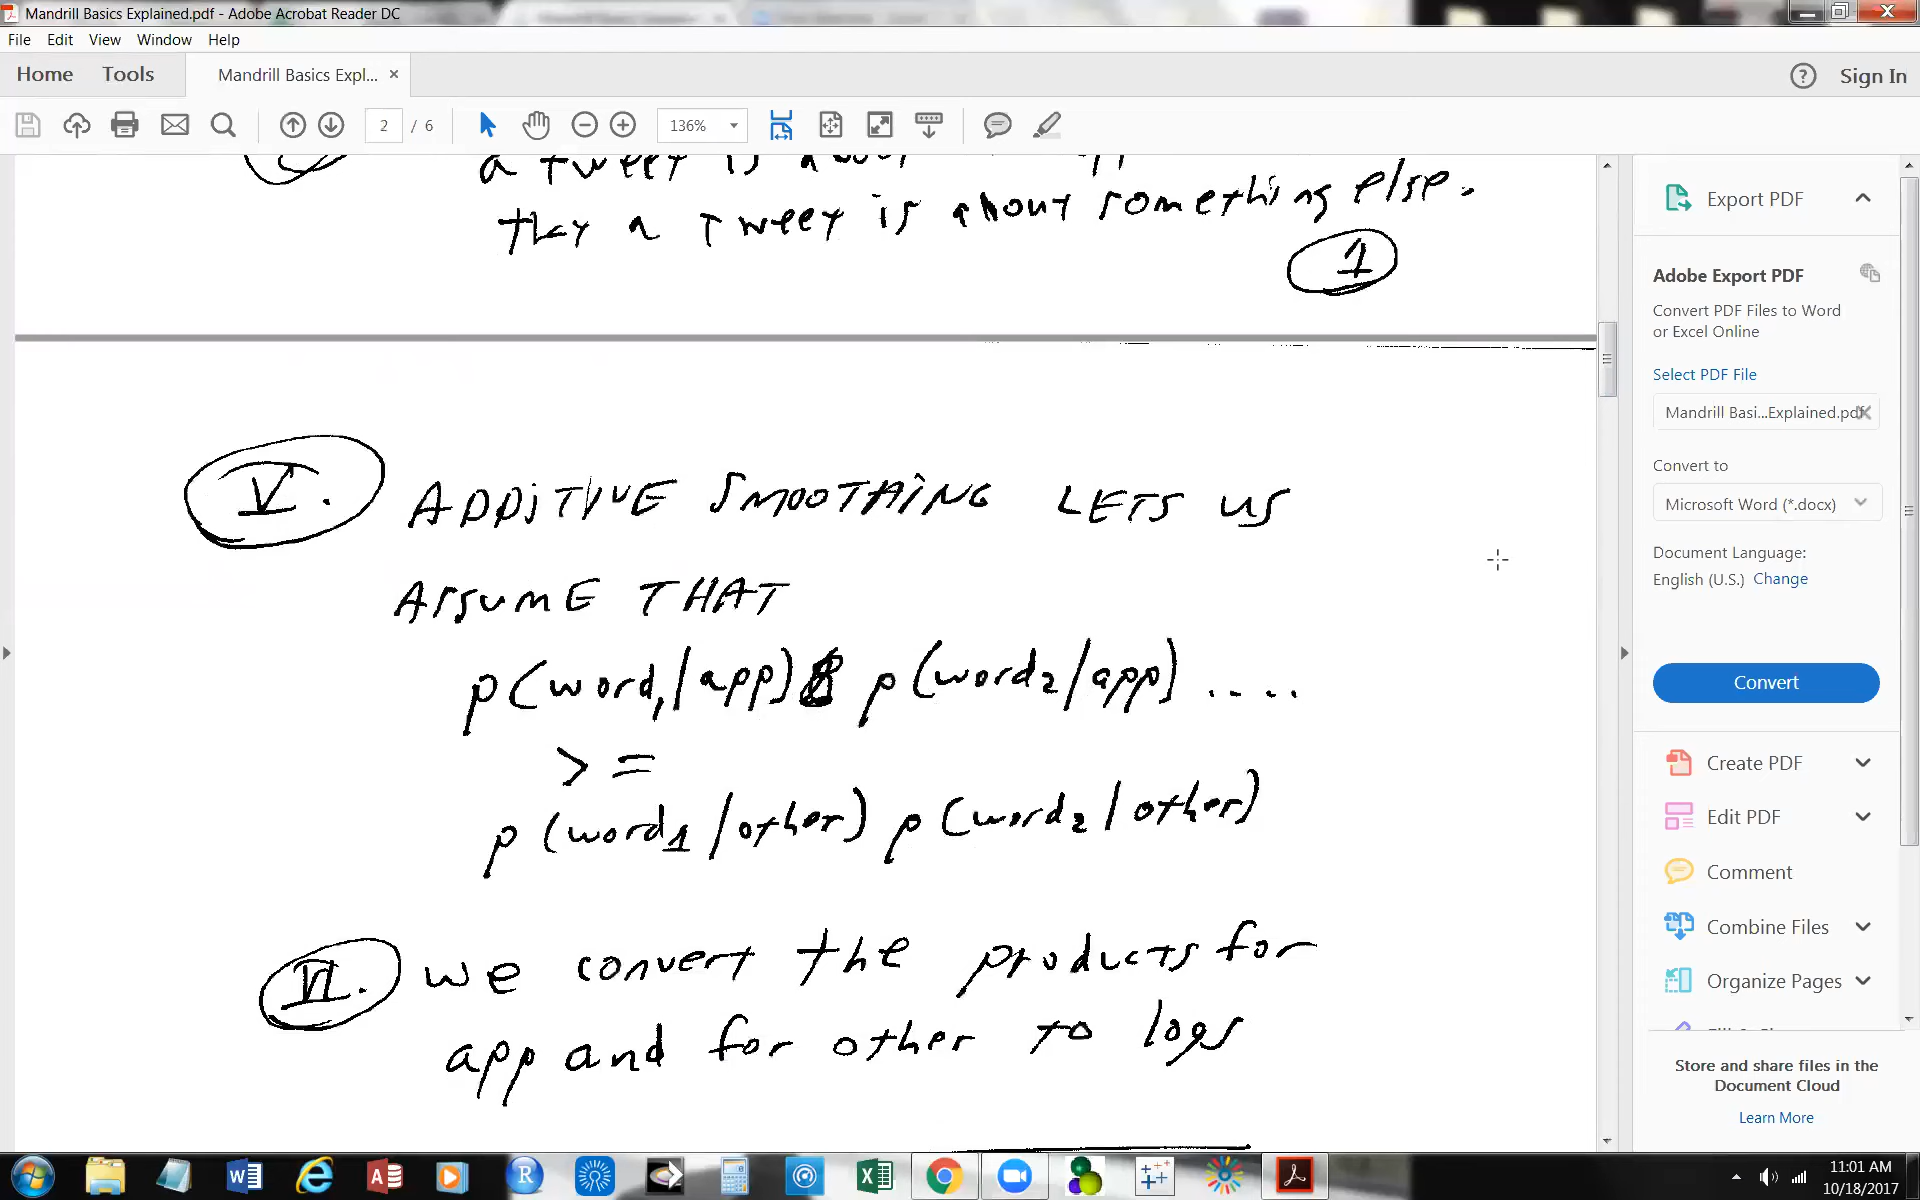 Mandrill Basics Explained.pdf - Adobe Acrobat Reader DC
File Edit View Window Help
Home Tools Mandrill Basics Expl... × Sign In
2 / 6 136%
a tweet is about
that a tweet is about something else.
1
V. ADDITIVE SMOOTHING LETS US
ASSUME THAT
p(word1/app) p(word2/app) ....
>=
p(word1/other) p(word2/other)
VI. we convert the products for
app and for other to logs
Export PDF
Adobe Export PDF
Convert PDF Files to Word
or Excel Online
Select PDF File
Mandrill Basi...Explained.pdf
Convert to
Microsoft Word (*.docx)
Document Language:
English (U.S.) Change
Convert
Create PDF
Edit PDF
Comment
Combine Files
Organize Pages
Store and share files in the
Document Cloud
Learn More
11:01 AM
10/18/2017